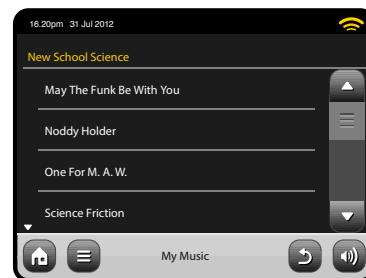 16.20pm 31 Jul 2012
New School Science
May The Funk Be With You
Noddy Holder
One For M. A. W.
Science Friction
My Music